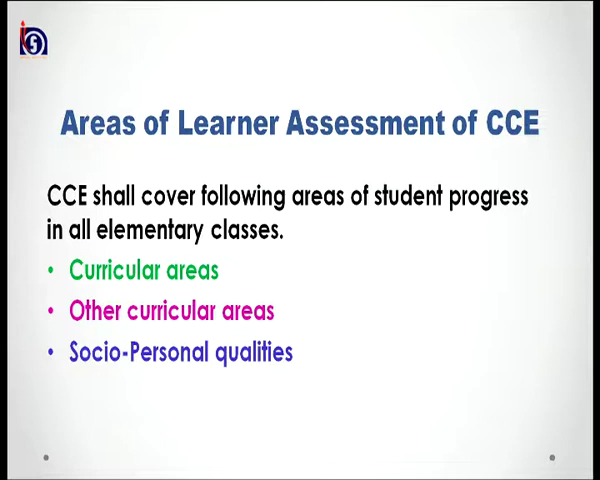 Areas of Learner Assessment of CCE
CCE shall cover following areas of student progress
in all elementary classes.
• Curricular areas
• Other curricular areas
• Socio-Personal qualities